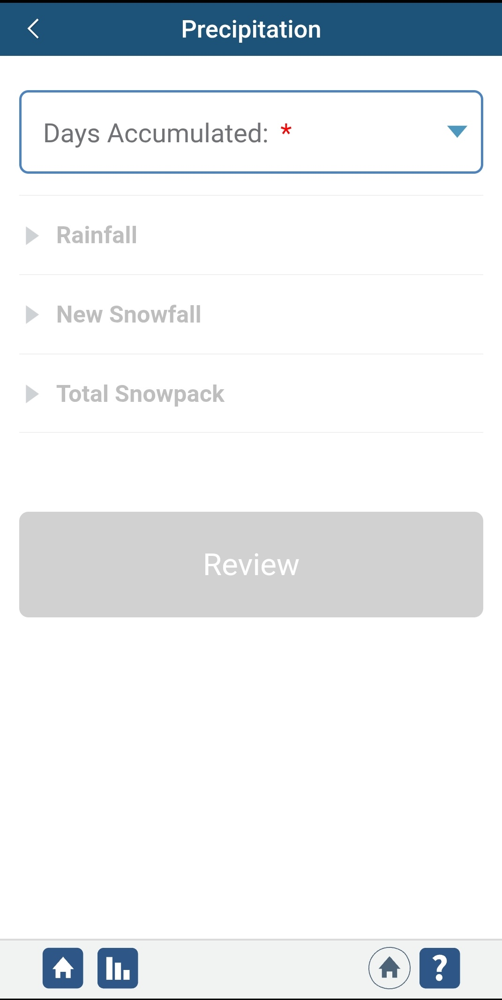 Precipitation
Days Accumulated: *
Rainfall
New Snowfall
Total Snowpack
Review
?